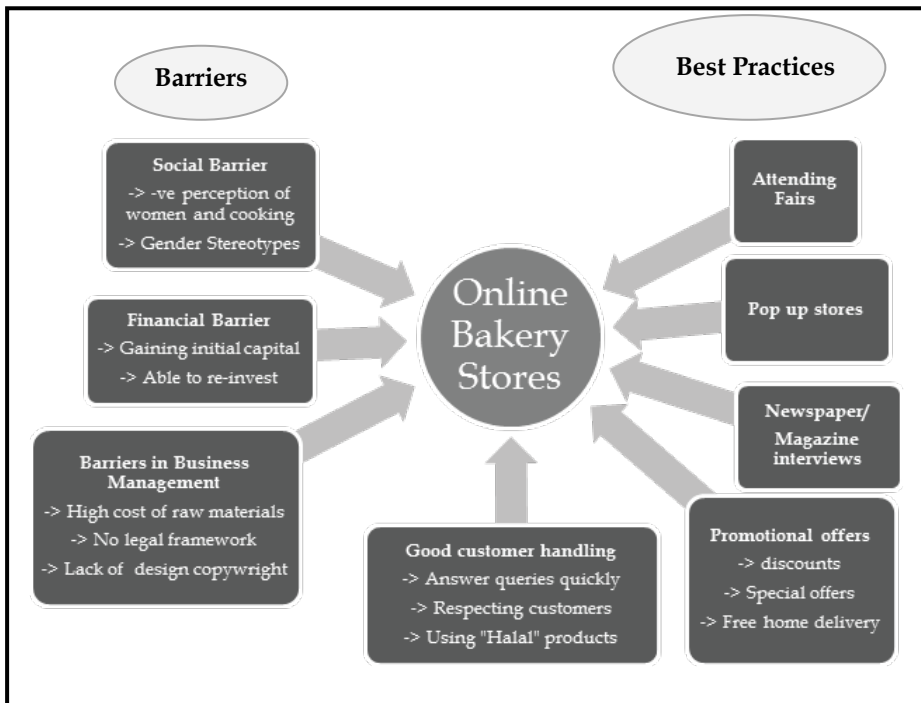 Barriers
Best Practices
Social Barrier
-> -ve perception of
women and cooking
-> Gender Stereotypes
Financial Barrier
-> Gaining initial capital
-> Able to re-invest
Barriers in Business
Management
-> High cost of raw materials
-> No legal framework
-> Lack of design copywright
Online
Bakery
Stores
Good customer handling
-> Answer queries quickly
-> Respecting customers
-> Using "Halal" products
Attending
Fairs
Pop up stores
Newspaper/
Magazine
interviews
Promotional offers
-> discounts
-> Special offers
-> Free home delivery